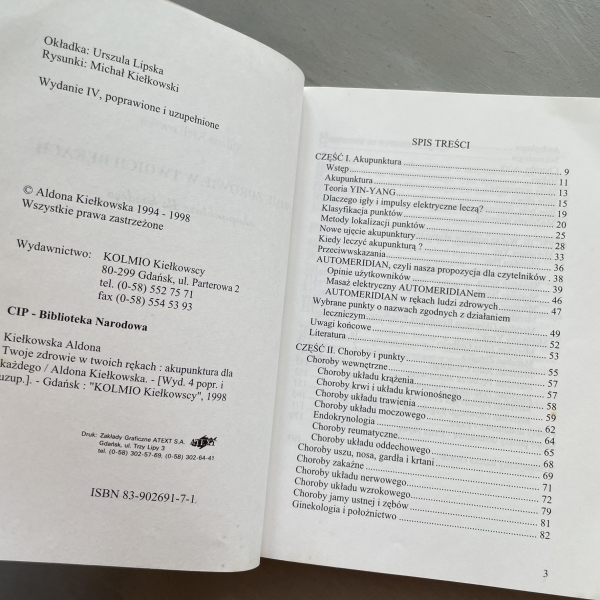 Okładka: Urszula Lipska
Rysunki: Michał Kiełkowski
Wydanie IV, poprawione i uzupełnione
© Aldona Kiełkowska 1994 - 1998
Wszystkie prawa zastrzeżone
Wydawnictwo: KOLMIO Kiełkowscy
80-299 Gdańsk, ul. Parterowa 2
tel. (0-58) 552 75 71
fax (0-58) 554 53 93
CIP - Biblioteka Narodowa
Kiełkowska Aldona
Twoje zdrowie w twoich rękach : akupunktura dla
każdego / Aldona Kiełkowska. - [Wyd. 4 popr. i
uzup.]. - Gdańsk : "KOLMIO Kiełkowscy", 1998
Druk: Zakłady Graficzne ATEXT S.A.
Gdańsk, ul. Trzy Lipy 3
tel. (0-58) 302-57-69, (0-58) 302-64-41
ATEXT
ISBN 83-902691-7-1
SPIS TREŚCI
CZĘŚĆ I. Akupunktura 9
Wstęp 11
Akupunktura 13
Teoria YIN-YANG 15
Dlaczego igły i impulsy elektryczne leczą? 19
Klasyfikacja punktów 20
Metody lokalizacji punktów 25
Nowe ujęcie akupunktury 28
Kiedy leczyć akupunkturą ? 33
Przeciwwskazania 36
AUTOMERIDIAN, czyli nasza propozycja dla czytelników 38
Opinie użytkowników 39
Masaż elektryczny AUTOMERIDIANem 46
AUTOMERIDIAN w rękach ludzi zdrowych 47
Wybrane punkty o nazwach zgodnych z działaniem
leczniczym 49
Uwagi końcowe 52
Literatura 53
CZĘŚĆ II. Choroby i punkty 55
Choroby wewnętrzne 57
Choroby układu krążenia 57
Choroby krwi i układu krwionośnego 58
Choroby układu trawienia 59
Choroby układu moczowego 62
Endokrynologia 64
Choroby reumatyczne 65
Choroby układu oddechowego 68
Choroby uszu, nosa, gardła i krtani 69
Choroby zakaźne 71
Choroby układu nerwowego 72
Choroby układu wzrokowego 79
Choroby jamy ustnej i zębów 81
Ginekologia i położnictwo 82
3